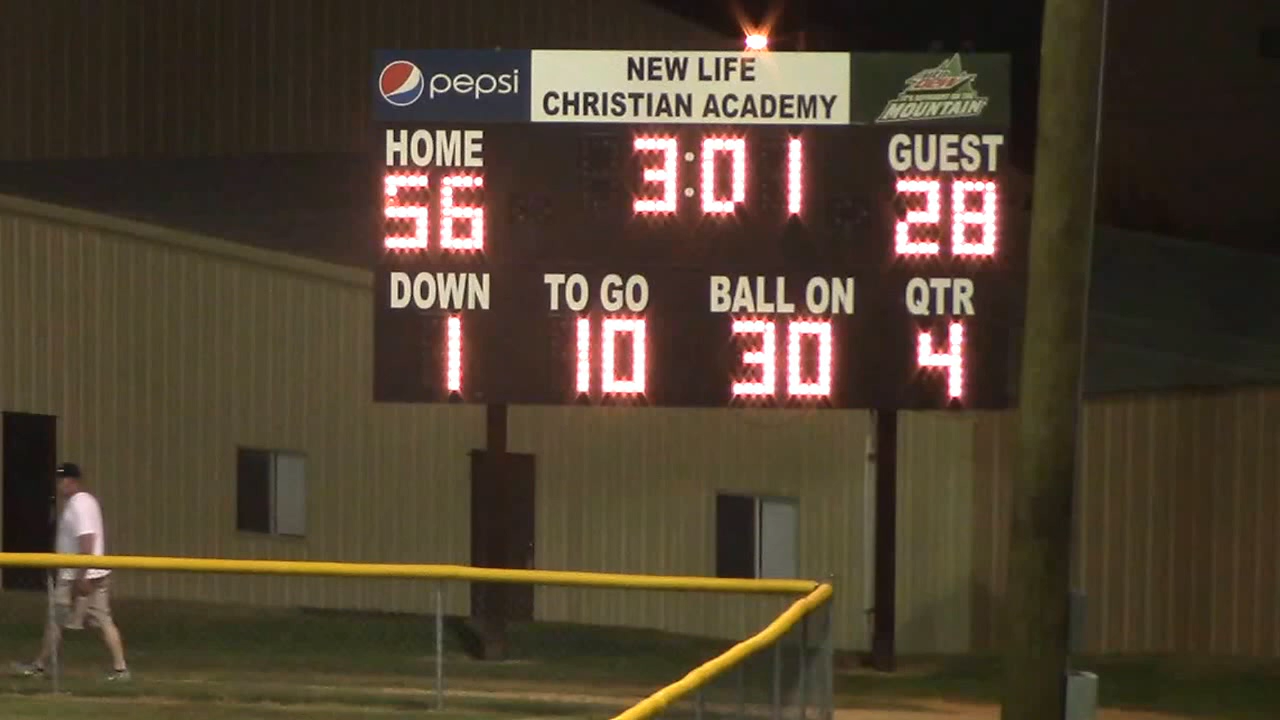 pepsi
NEW LIFE
CHRISTIAN ACADEMY
MOUNTAIN
HOME
3:01
GUEST
56
28
DOWN
TO GO
BALL ON
QTR
1
10
30
4